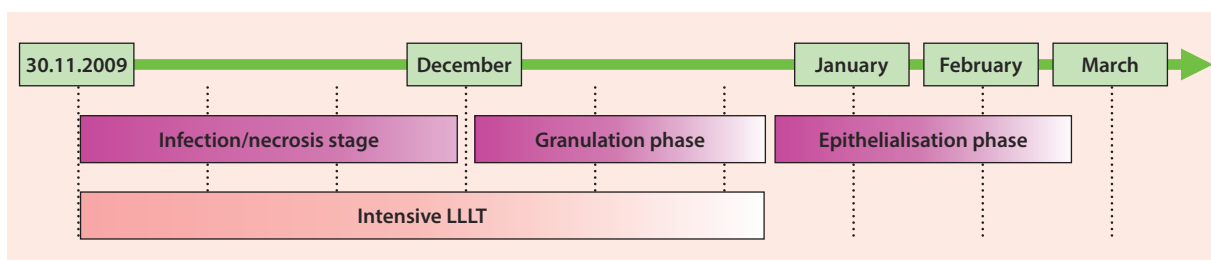 30.11.2009 December January February March
Infection/necrosis stage Granulation phase Epithelialisation phase
Intensive LLLT